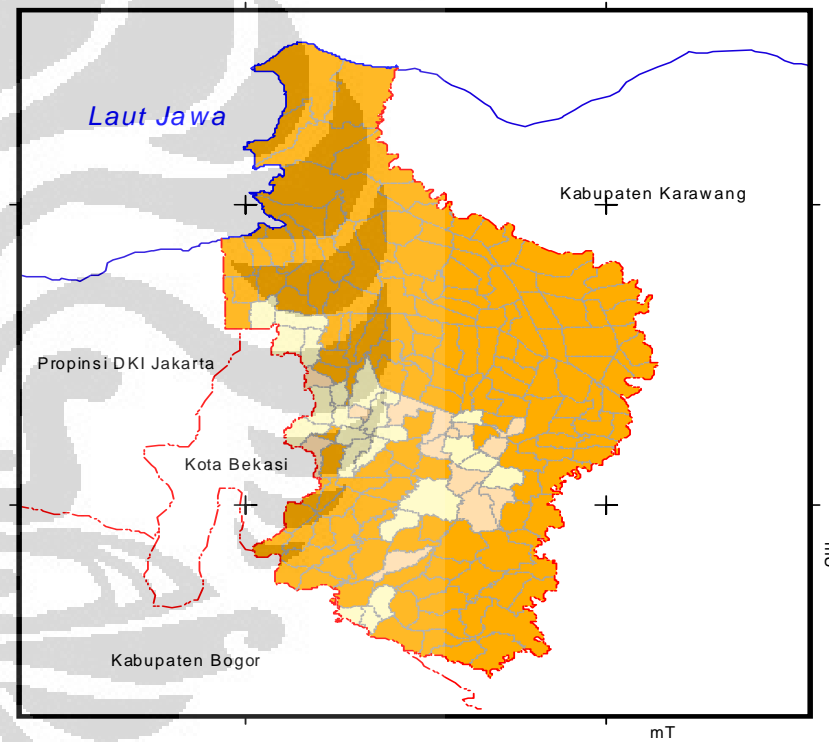 Laut Jawa
Kabupaten Karawang
Propinsi DKI Jakarta
Kota Bekasi
Kabupaten Bogor
mT